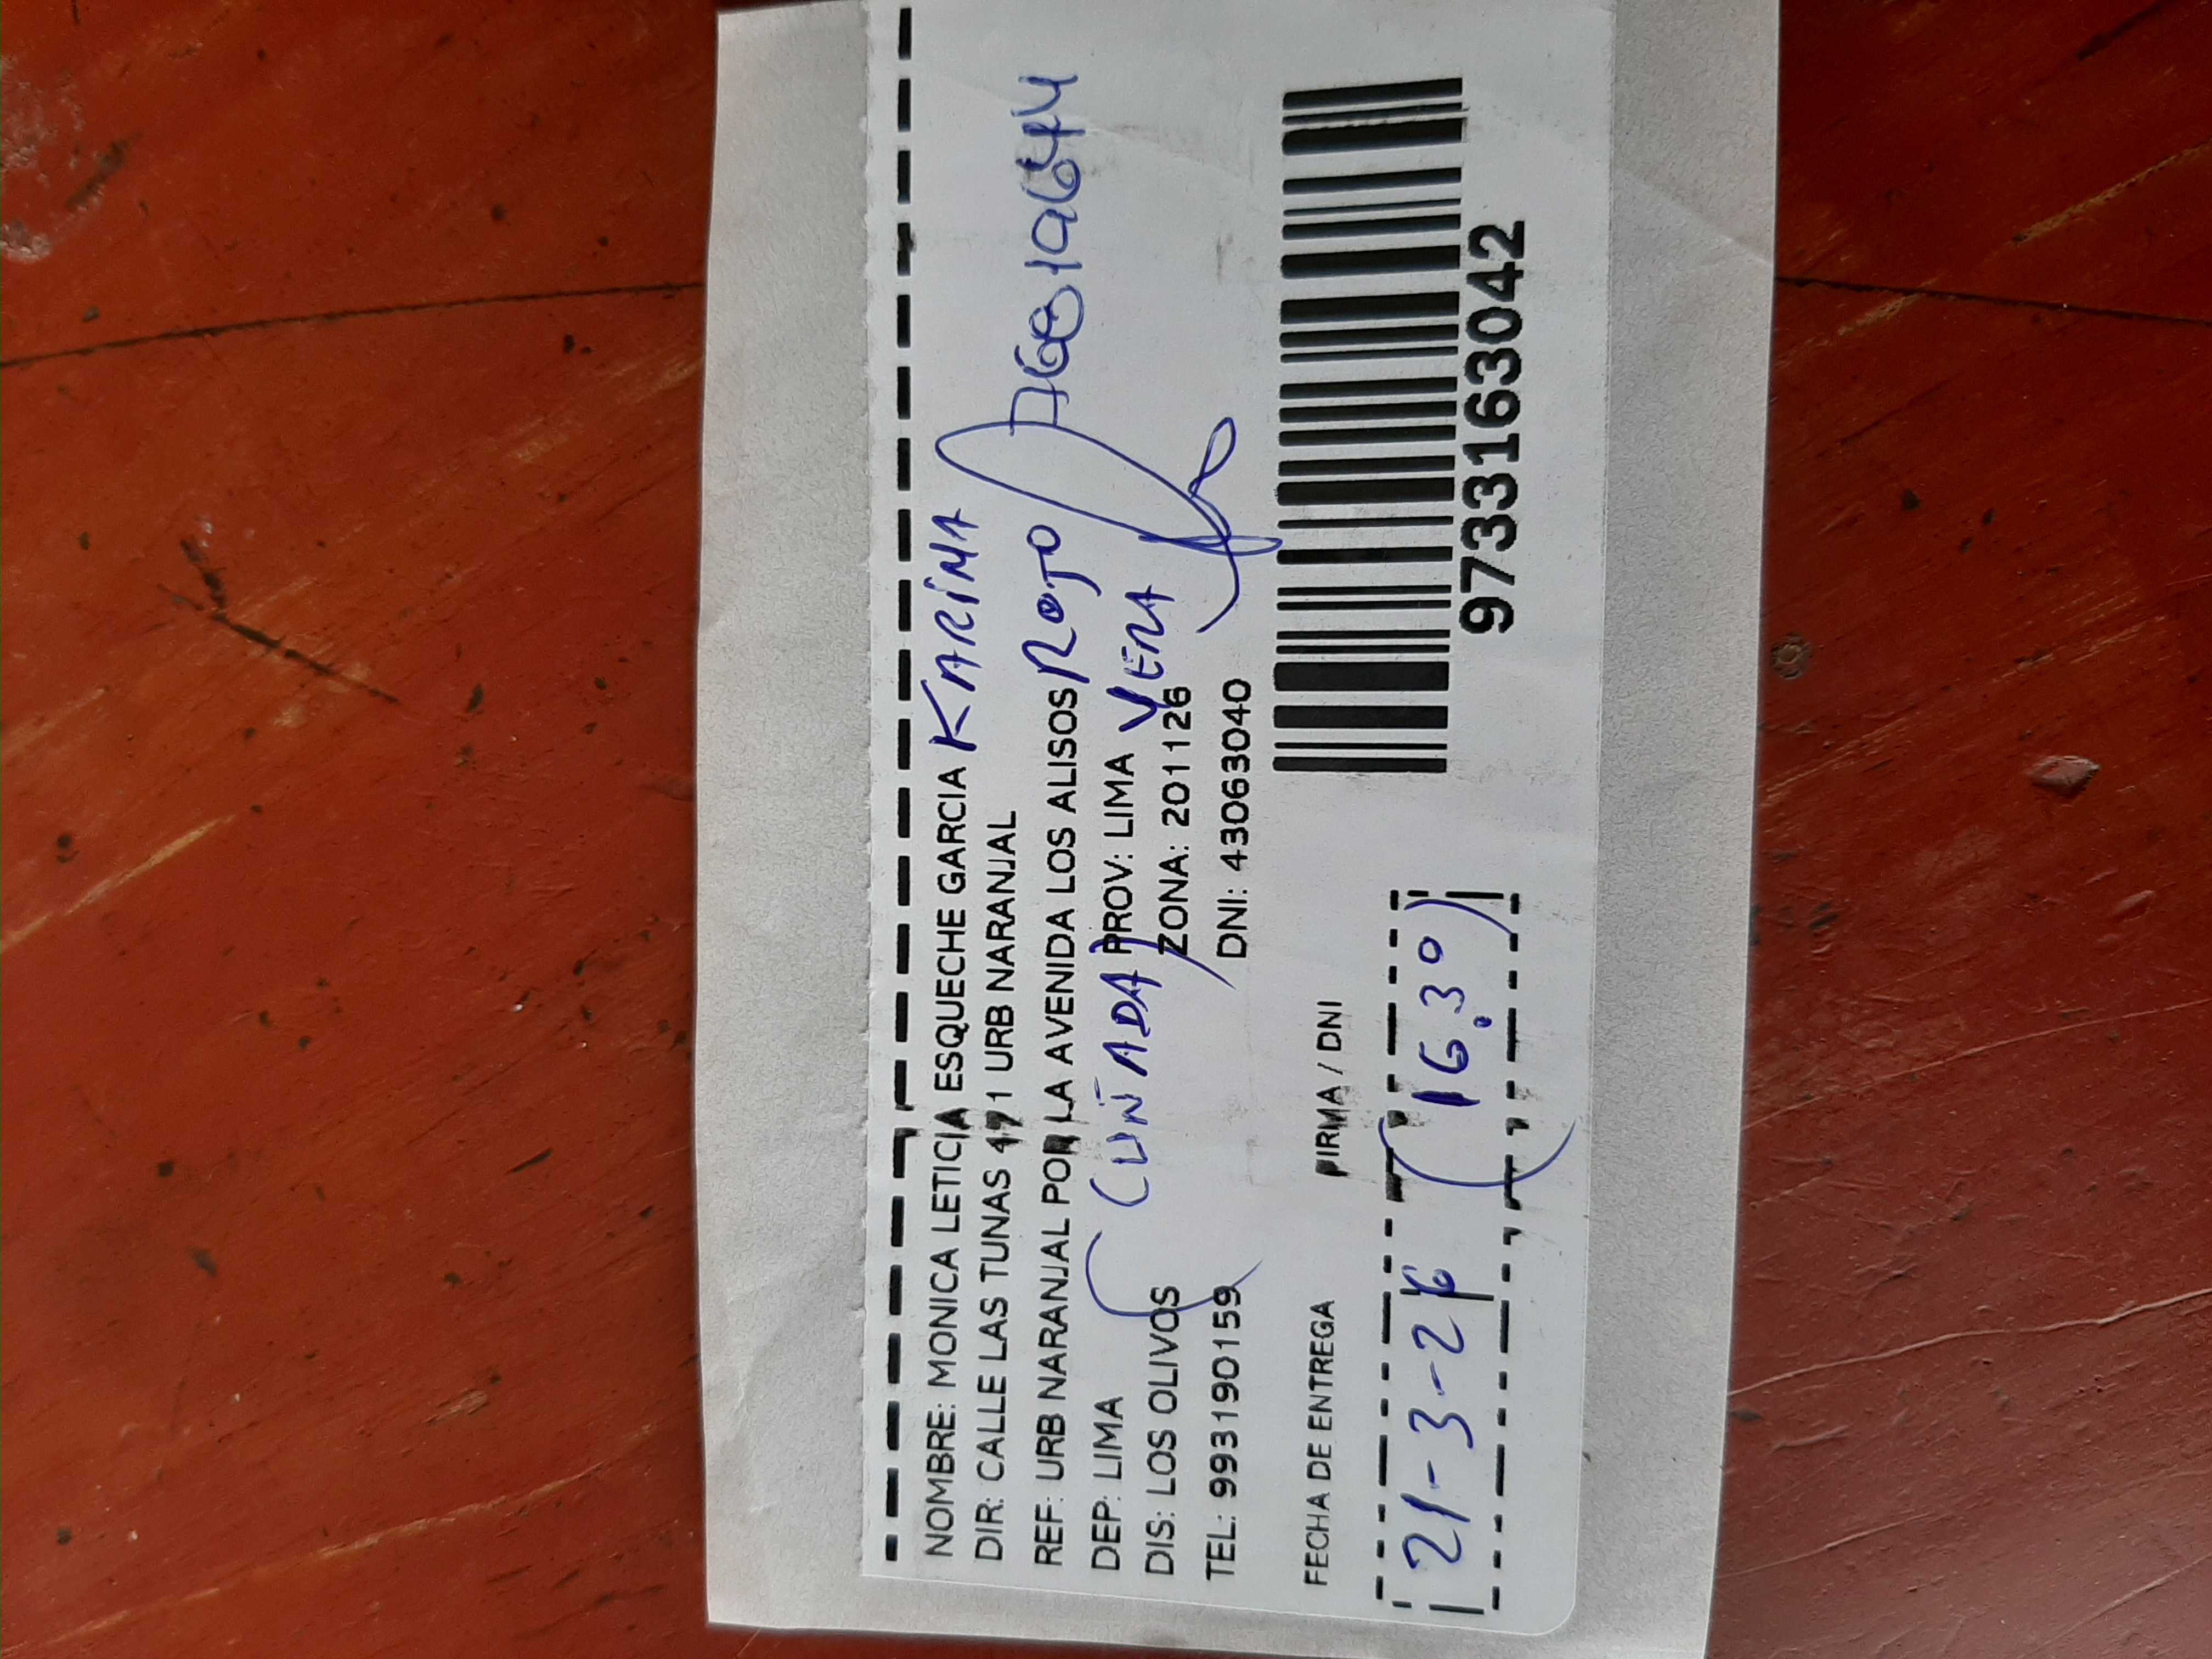 NOMBRE: MONICA LETICIA ESQUECHE GARCIA KARINA
DIR: CALLE LAS TUNAS 471 URB NARANJAL
REF: URB NARANJAL POR LA AVENIDA LOS ALISOS ROJO
DEP: LIMA (CUÑADA) PROV: LIMA VERA
DIS: LOS OLIVOS ZONA: 201126
TEL: 993190159 DNI: 43063040
FECHA DE ENTREGA FIRMA / DNI
21-3-26 (16:30)
9733163042